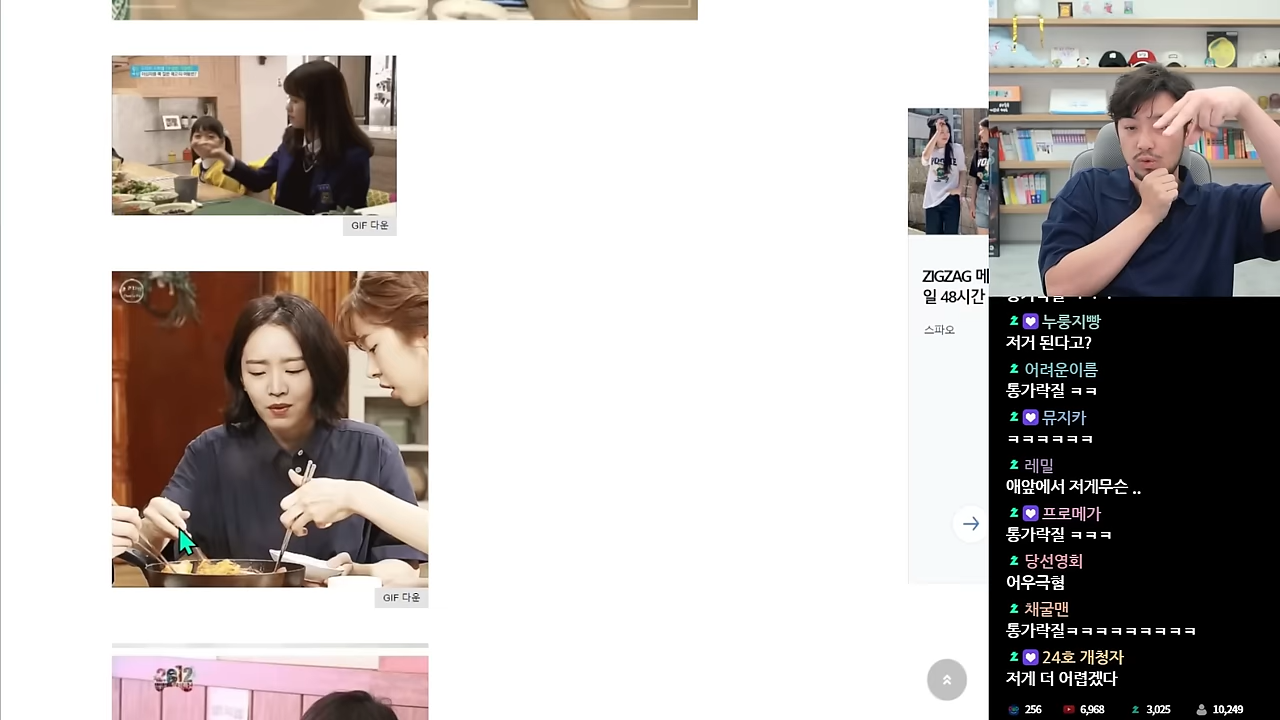 GIF 다운
GIF 다운
ZIGZAG 메
일 48시간
스파오
누룽지빵
저거 된다고?
어려운이름
통가락질 ㅋㅋ
뮤지카
ㅋㅋㅋㅋㅋㅋ
레밀
애앞에서 저게무슨 ..
프로메가
통가락질 ㅋㅋㅋ
당선영회
어우극혐
채굴맨
통가락질ㅋㅋㅋㅋㅋㅋㅋㅋㅋ
24호 개청자
저게 더 어렵겠다
256 6,968 3,025 10,249